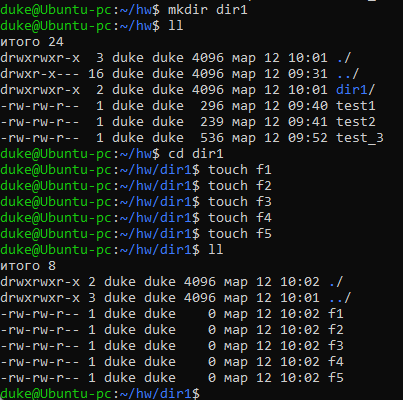 duke@Ubuntu-pc:~/hw$ mkdir dir1
duke@Ubuntu-pc:~/hw$ ll
итого 24
drwxrwxr-x  3 duke duke 4096 мар 12 10:01 ./
drwxr-x--- 16 duke duke 4096 мар 12 09:31 ../
drwxrwxr-x  2 duke duke 4096 мар 12 10:01 dir1/
-rw-rw-r--  1 duke duke  296 мар 12 09:40 test1
-rw-rw-r--  1 duke duke  239 мар 12 09:41 test2
-rw-rw-r--  1 duke duke  536 мар 12 09:52 test_3
duke@Ubuntu-pc:~/hw$ cd dir1
duke@Ubuntu-pc:~/hw/dir1$ touch f1
duke@Ubuntu-pc:~/hw/dir1$ touch f2
duke@Ubuntu-pc:~/hw/dir1$ touch f3
duke@Ubuntu-pc:~/hw/dir1$ touch f4
duke@Ubuntu-pc:~/hw/dir1$ touch f5
duke@Ubuntu-pc:~/hw/dir1$ ll
итого 8
drwxrwxr-x 2 duke duke 4096 мар 12 10:02 ./
drwxrwxr-x 3 duke duke 4096 мар 12 10:01 ../
-rw-rw-r-- 1 duke duke    0 мар 12 10:02 f1
-rw-rw-r-- 1 duke duke    0 мар 12 10:02 f2
-rw-rw-r-- 1 duke duke    0 мар 12 10:02 f3
-rw-rw-r-- 1 duke duke    0 мар 12 10:02 f4
-rw-rw-r-- 1 duke duke    0 мар 12 10:02 f5
duke@Ubuntu-pc:~/hw/dir1$